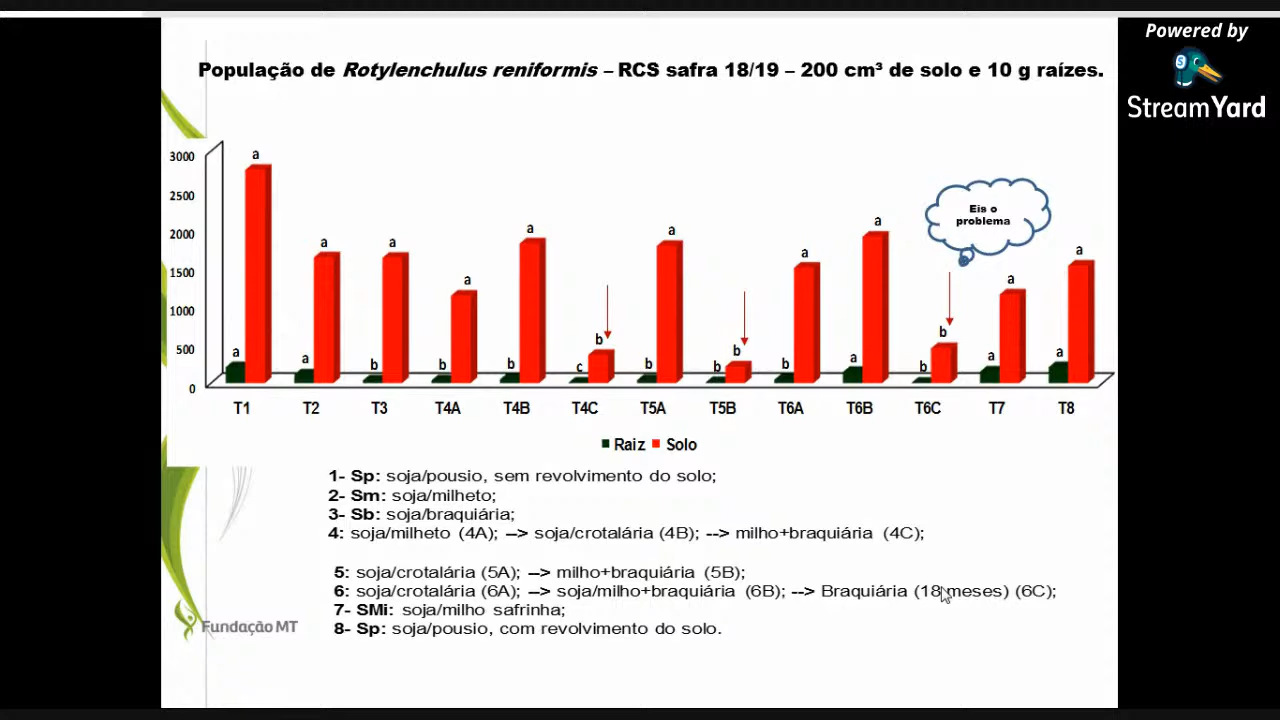 Powered by
StreamYard
População de Rotylenchulus reniformis – RCS safra 18/19 – 200 cm³ de solo e 10 g raízes.
3000
2500
2000
1500
1000
500
0
a a
a a
b a
b a
b a
c b
b a
b b
b a
a a
b b
a a
a a
Eis o
problema
T1 T2 T3 T4A T4B T4C T5A T5B T6A T6B T6C T7 T8
Raiz Solo
1- Sp: soja/pousio, sem revolvimento do solo;
2- Sm: soja/milheto;
3- Sb: soja/braquiária;
4: soja/milheto (4A); --> soja/crotalária (4B); --> milho+braquiária (4C);
5: soja/crotalária (5A); --> milho+braquiária (5B);
6: soja/crotalária (6A); --> soja/milho+braquiária (6B); --> Braquiária (18 meses) (6C);
7- SMi: soja/milho safrinha;
8- Sp: soja/pousio, com revolvimento do solo.
Fundação MT